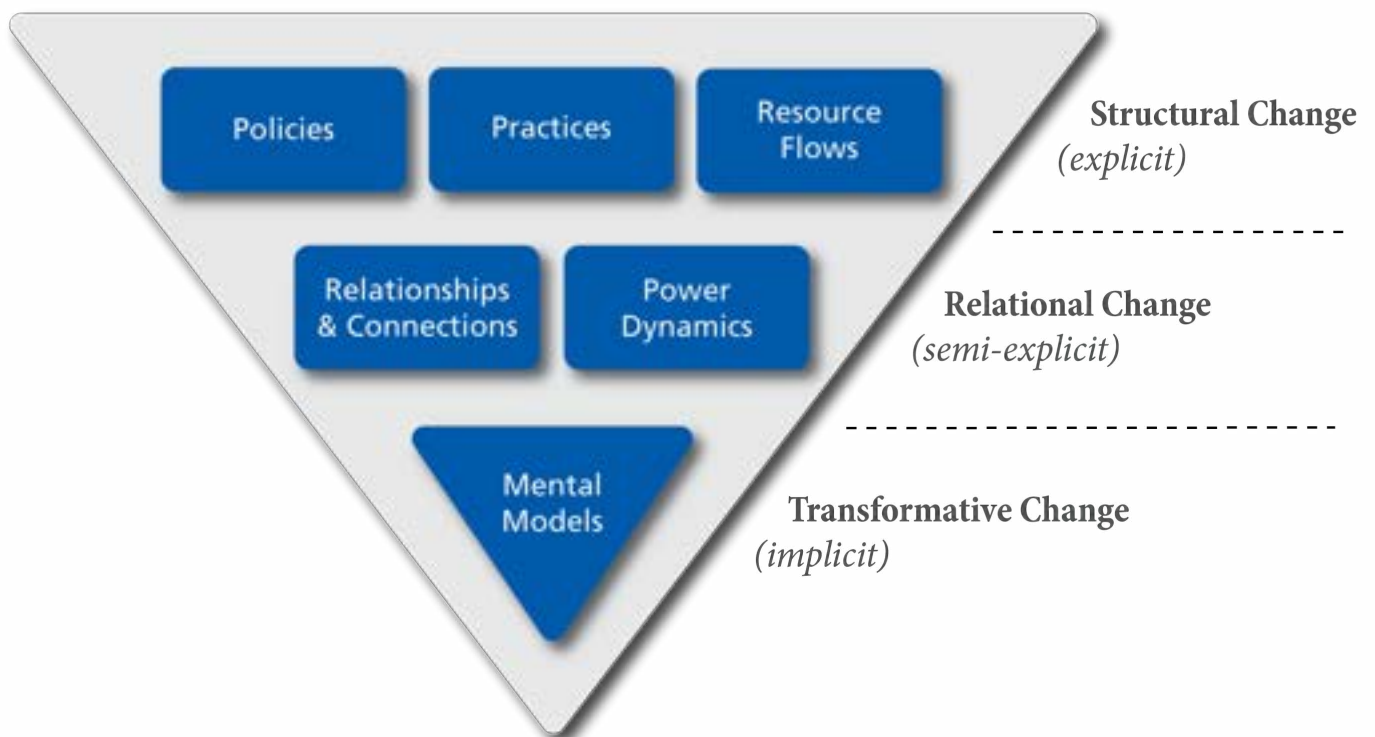 Policies
Practices
Resource
Flows
Structural Change
(explicit)
Relationships
& Connections
Power
Dynamics
Relational Change
(semi-explicit)
Mental
Models
Transformative Change
(implicit)